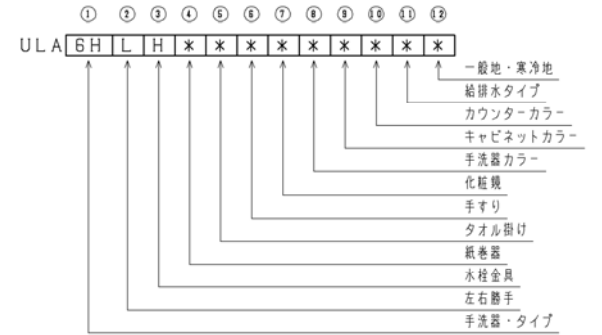 ① ② ③ ④ ⑤ ⑥ ⑦ ⑧ ⑨ ⑩ ⑪ ⑫
ULA 6H L H * * * * * * * * *
一般地・寒冷地
給排水タイプ
カウンターカラー
キャビネットカラー
手洗器カラー
化粧鏡
手すり
タオル掛け
紙巻器
水栓金具
左右勝手
手洗器・タイプ